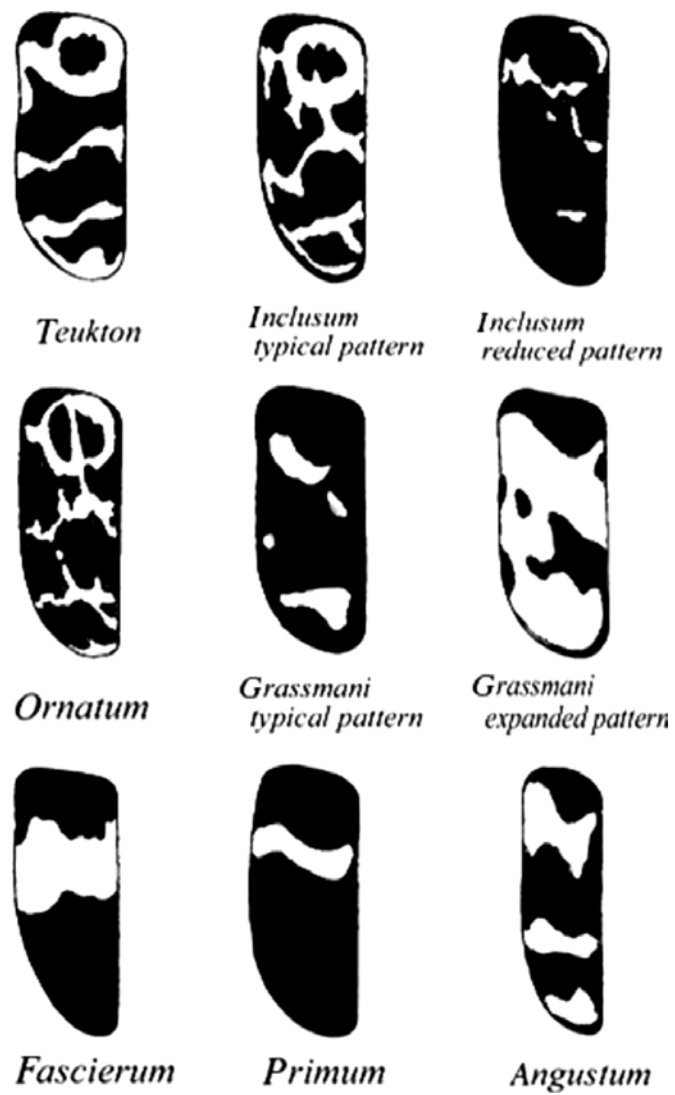 Teukton
Inclusum
typical pattern
Inclusum
reduced pattern
Ornatum
Grassmani
typical pattern
Grassmani
expanded pattern
Fascierum
Primum
Angustum